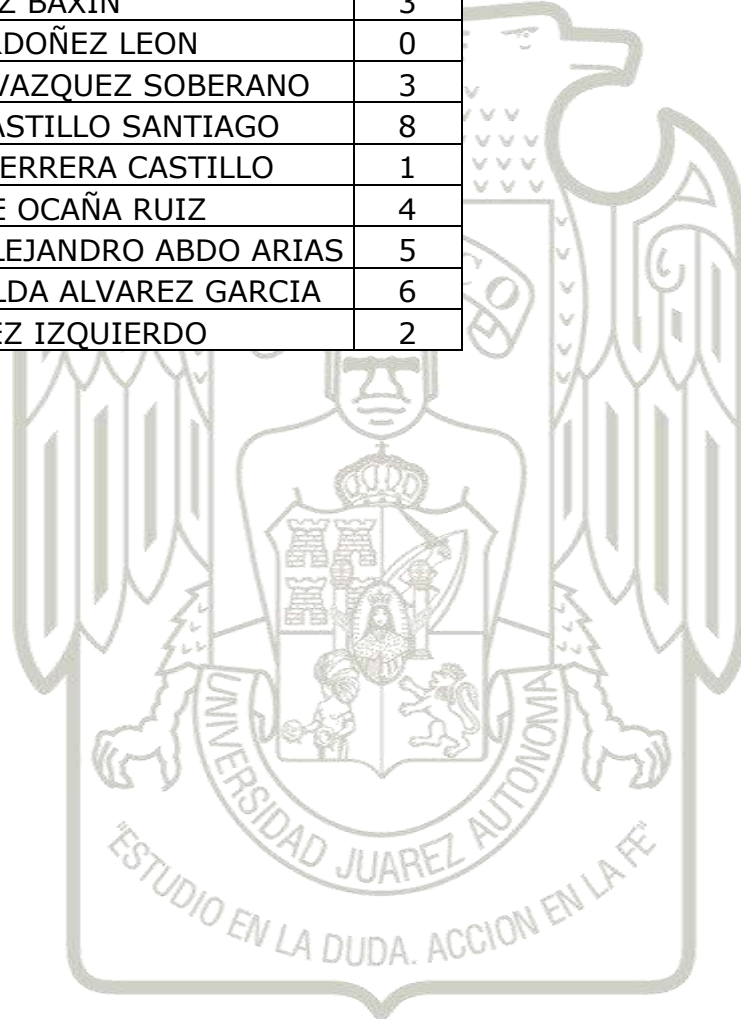 Z BAXIN 3
RDOÑEZ LEON 0
VAZQUEZ SOBERANO 3
ASTILLO SANTIAGO 8
ERRERA CASTILLO 1
E OCAÑA RUIZ 4
LEJANDRO ABDO ARIAS 5
LDA ALVAREZ GARCIA 6
EZ IZQUIERDO 2
UNIVERSIDAD JUAREZ AUTONOMA
"ESTUDIO EN LA DUDA. ACCION EN LA FE"